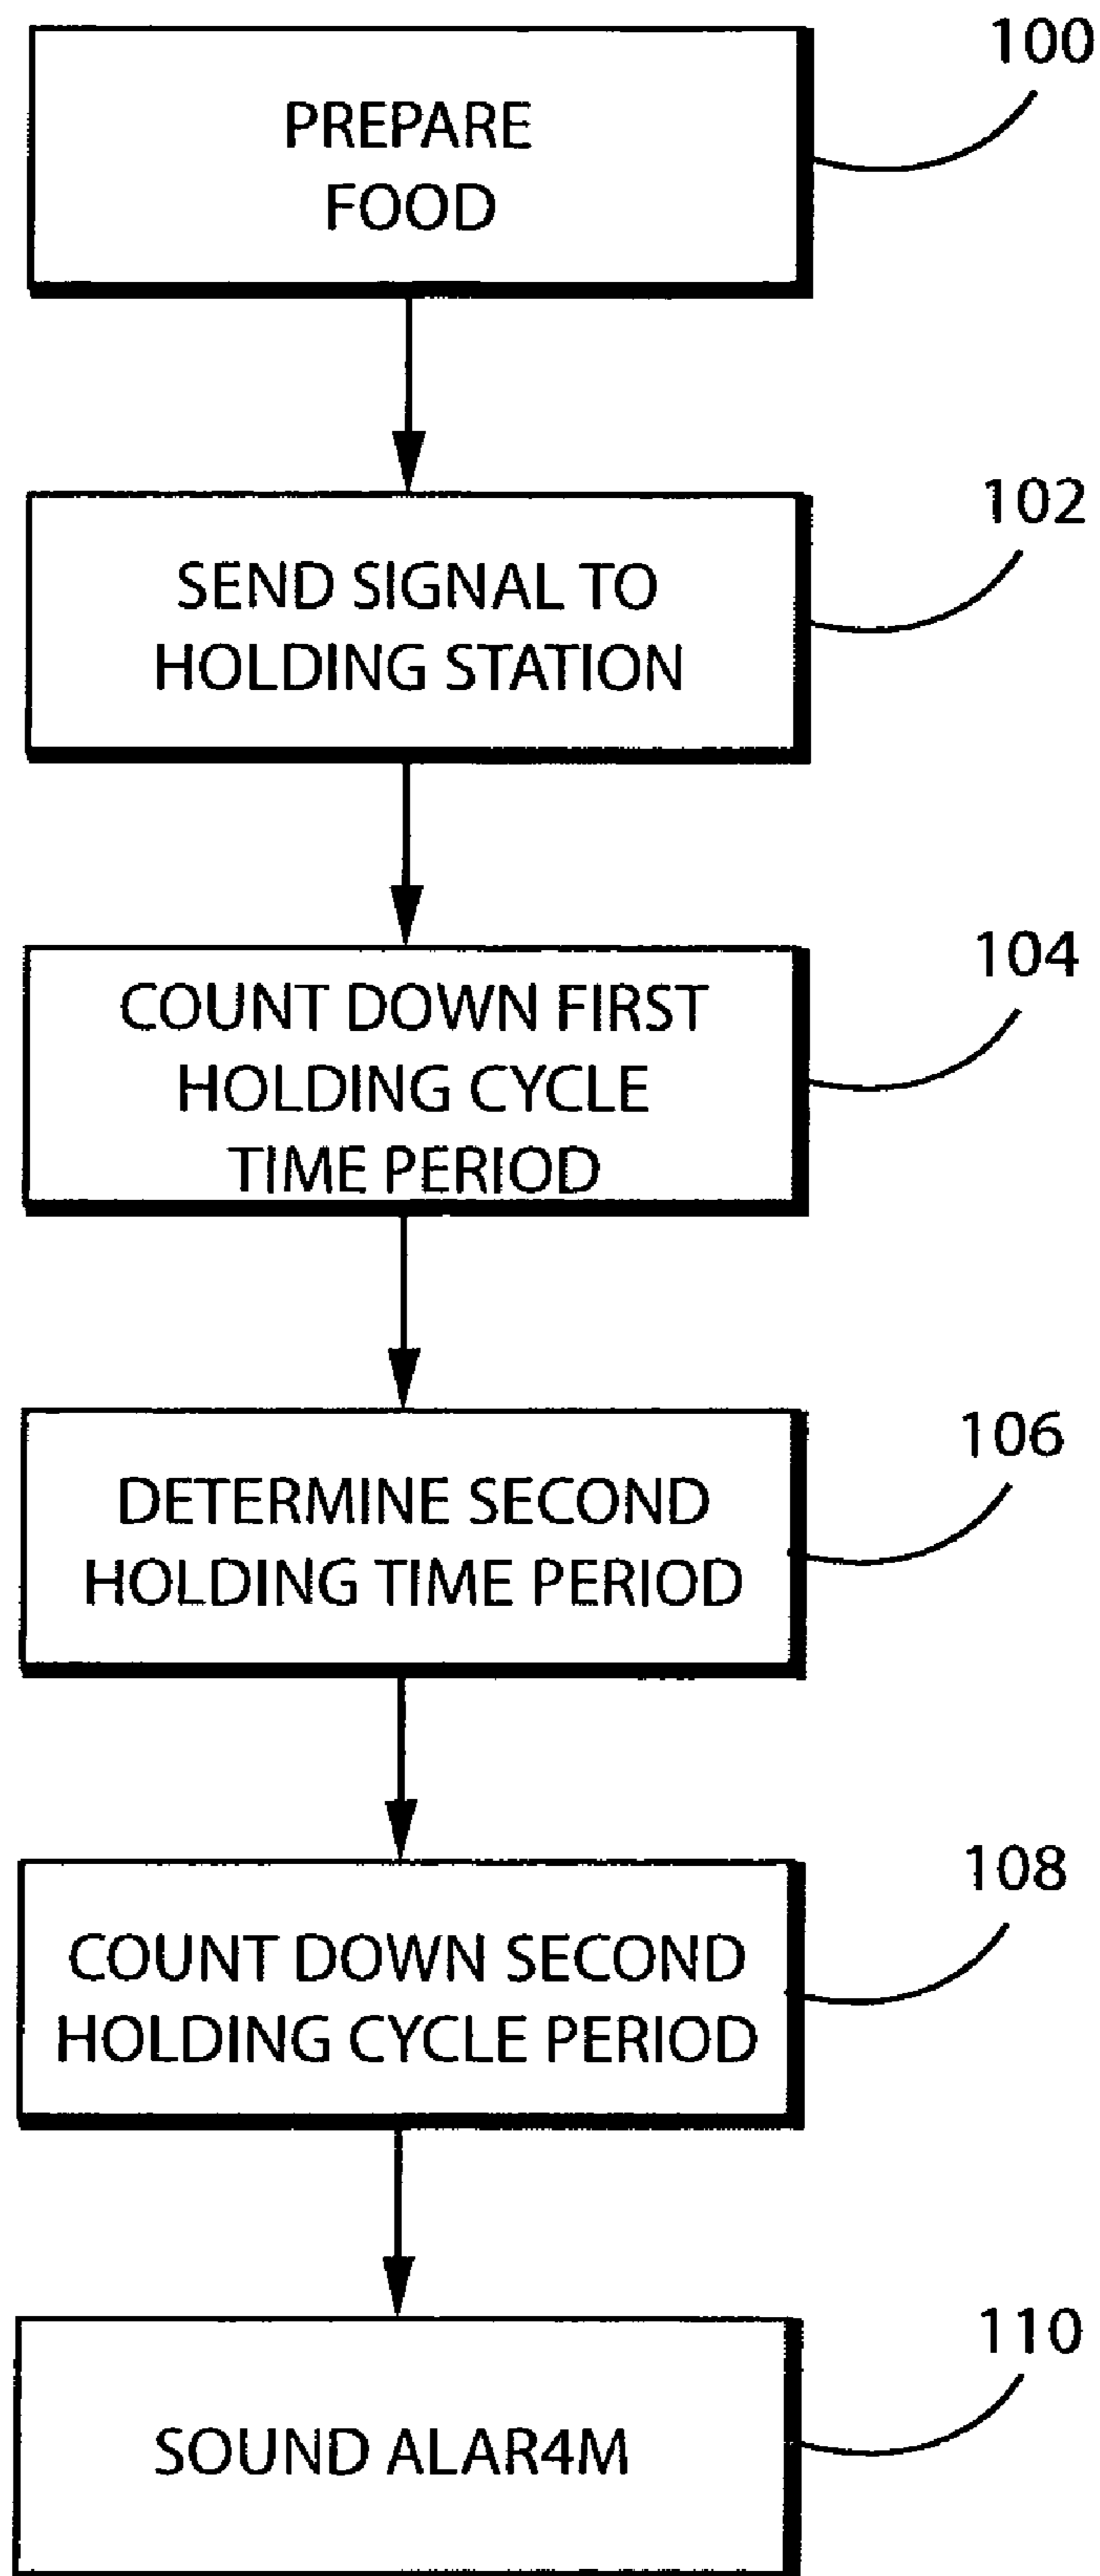 100
PREPARE
FOOD
102
SEND SIGNAL TO
HOLDING STATION
104
COUNT DOWN FIRST
HOLDING CYCLE
TIME PERIOD
106
DETERMINE SECOND
HOLDING TIME PERIOD
108
COUNT DOWN SECOND
HOLDING CYCLE PERIOD
110
SOUND ALAR4M